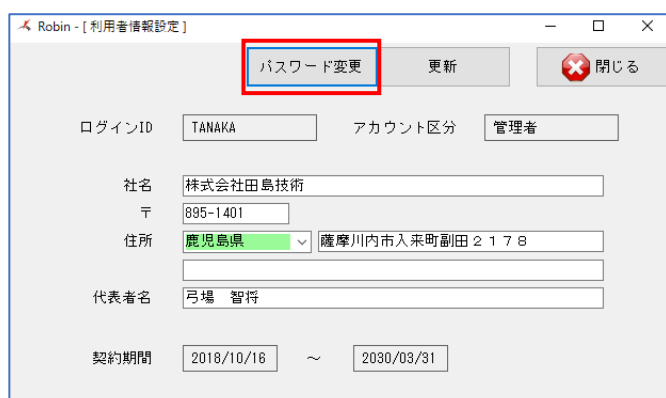 Robin - [ 利用者情報設定 ]
パスワード変更 更新 閉じる
ログインID TANAKA アカウント区分 管理者
社名 株式会社田島技術
〒 895-1401
住所 鹿児島県 薩摩川内市入来町副田２１７８
代表者名 弓場　智将
契約期間 2018/10/16 ～ 2030/03/31